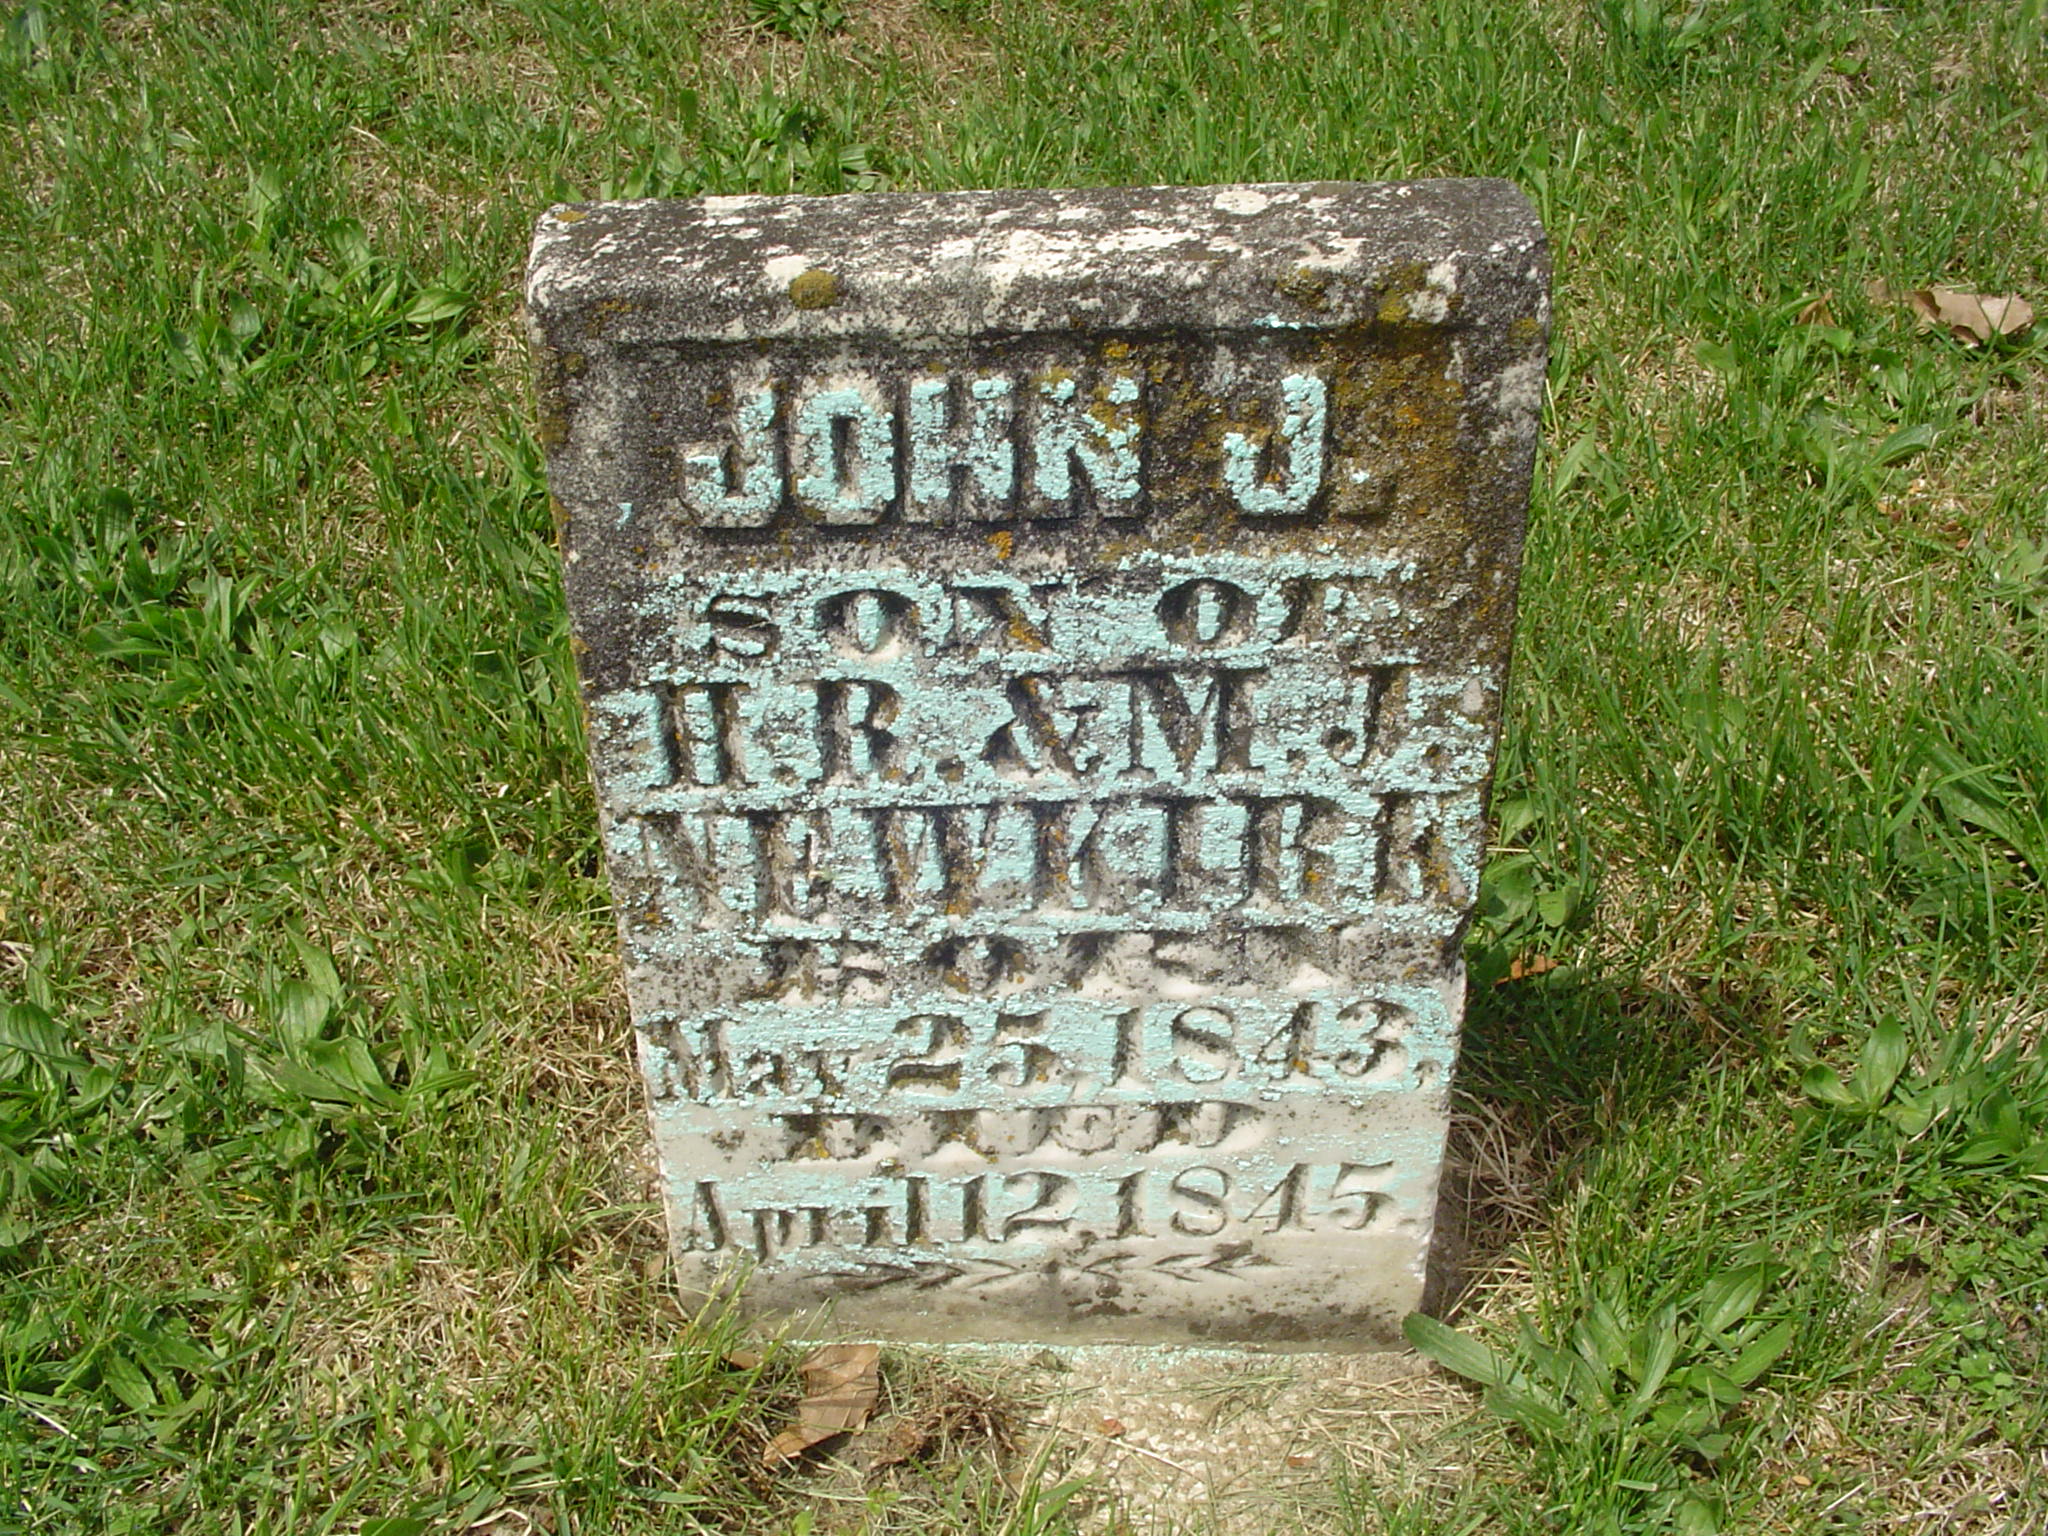 JOHN J.
SON OF
H. R. & M. J.
NEWKIRK
BORN
May 25, 1843,
DIED
April 12, 1845.